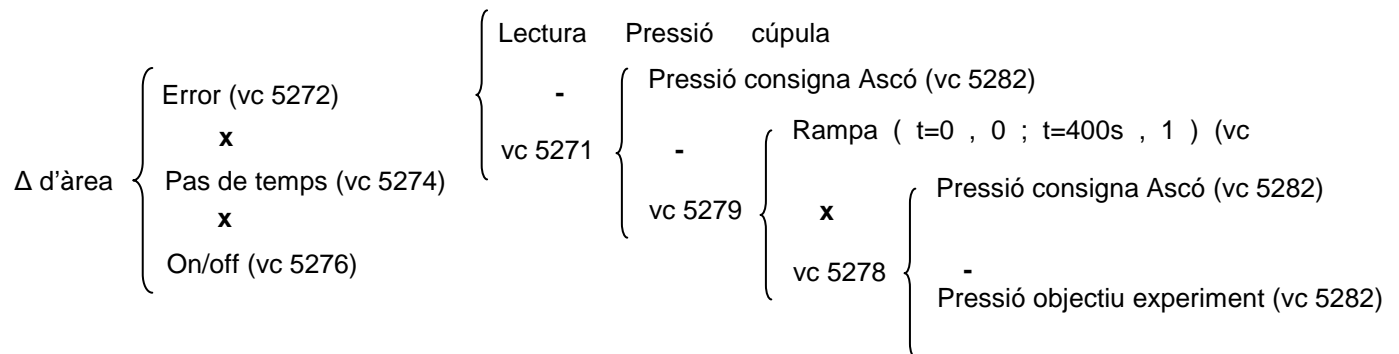 Lectura Pressió cúpula
-
vc 5271
Pressió consigna Ascó (vc 5282)
-
vc 5279
Rampa ( t=0 , 0 ; t=400s , 1 ) (vc
x
vc 5278
Pressió consigna Ascó (vc 5282)
-
Pressió objectiu experiment (vc 5282)
Δ d'àrea
Error (vc 5272)
x
Pas de temps (vc 5274)
x
On/off (vc 5276)